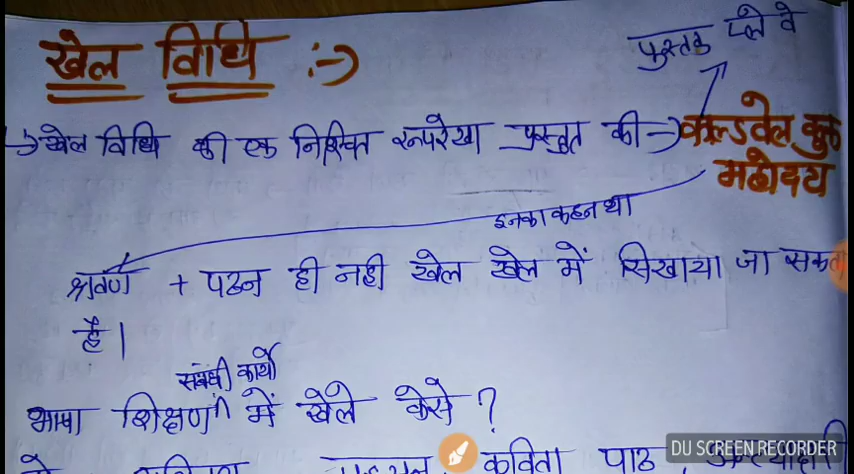 खेल विधि :-)
पुस्तक प्ले वे
→ खेल विधि की एक निश्चित रूपरेखा प्रस्तुत की → काल्डवेल कुक
महोदय
इनका कहना था
श्रवण + पठन ही नही खेल खेल में सिखाया जा सकता
है।
संबंधी कार्यो
भाषा शिक्षण में खेले केसे ?
कविता पाठ
DU SCREEN RECORDER